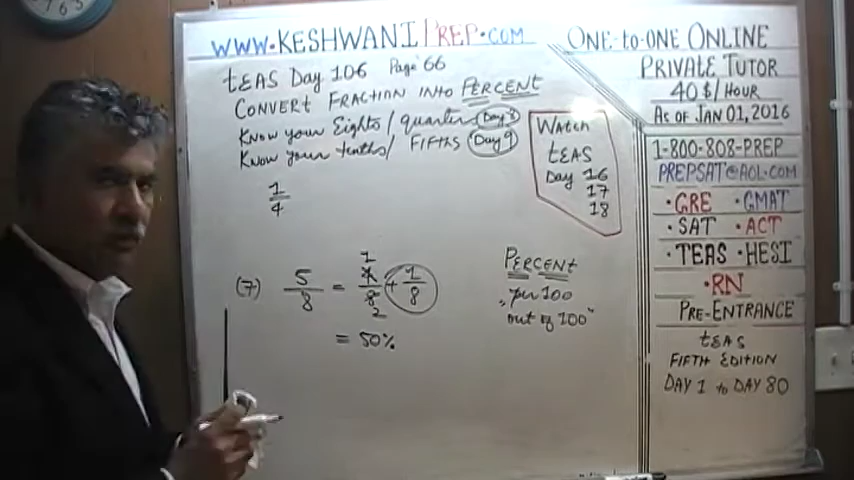 WWW.KESHWANIPREP.COM
TEAS Day 106 Page 66
CONVERT FRACTION INTO PERCENT
Know your Eights/ quarters Day 8
Know your tenths/ FIFTHS Day 9
Watch
TEAS
Day 16
17
18
1
4
(7) 5/8 = 4/8 + 1/8
1
2
= 50%
PERCENT
"per 100
out of 100"
ONE-to-ONE ONLINE
PRIVATE TUTOR
40 $/HOUR
AS OF JAN 01, 2016
1-800-808-PREP
PREPSAT@AOL.COM
• GRE • GMAT
• SAT • ACT
• TEAS • HESI
• RN
PRE-ENTRANCE
TEAS
FIFTH EDITION
DAY 1 to DAY 80